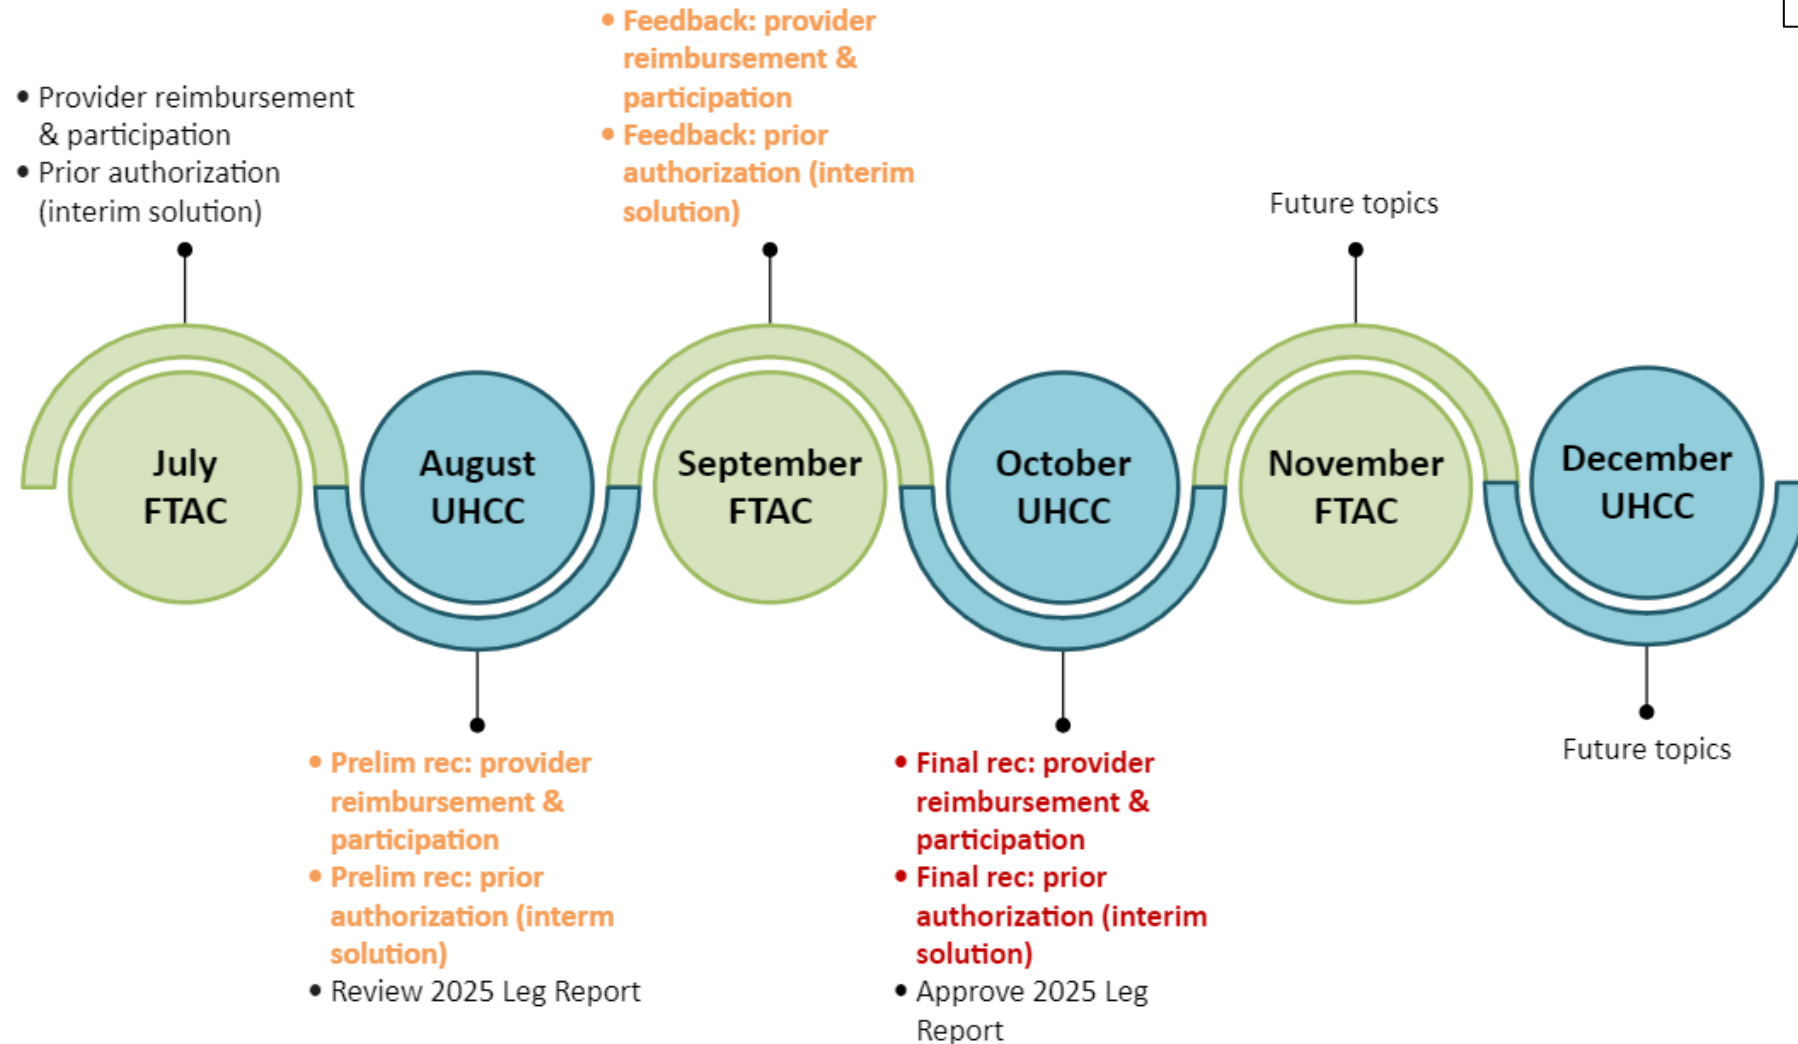 • Provider reimbursement
& participation
• Prior authorization
(interim solution)
• Feedback: provider
reimbursement &
participation
• Feedback: prior
authorization (interim
solution)
Future topics
July
FTAC
August
UHCC
September
FTAC
October
UHCC
November
FTAC
December
UHCC
• Prelim rec: provider
reimbursement &
participation
• Prelim rec: prior
authorization (interm
solution)
• Review 2025 Leg Report
• Final rec: provider
reimbursement &
participation
• Final rec: prior
authorization (interim
solution)
• Approve 2025 Leg
Report
Future topics